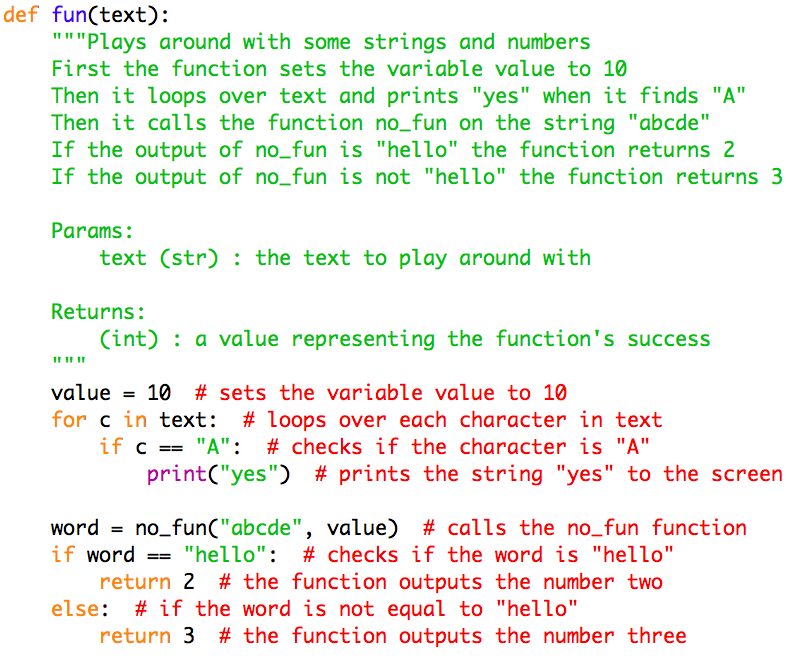 def fun(text):
    """Plays around with some strings and numbers
    First the function sets the variable value to 10
    Then it loops over text and prints "yes" when it finds "A"
    Then it calls the function no_fun on the string "abcde"
    If the output of no_fun is "hello" the function returns 2
    If the output of no_fun is not "hello" the function returns 3

    Params:
        text (str) : the text to play around with

    Returns:
        (int) : a value representing the function's success
    """
    value = 10  # sets the variable value to 10
    for c in text:  # loops over each character in text
        if c == "A":  # checks if the character is "A"
            print("yes")  # prints the string "yes" to the screen

    word = no_fun("abcde", value)  # calls the no_fun function
    if word == "hello":  # checks if the word is "hello"
        return 2  # the function outputs the number two
    else:  # if the word is not equal to "hello"
        return 3  # the function outputs the number three